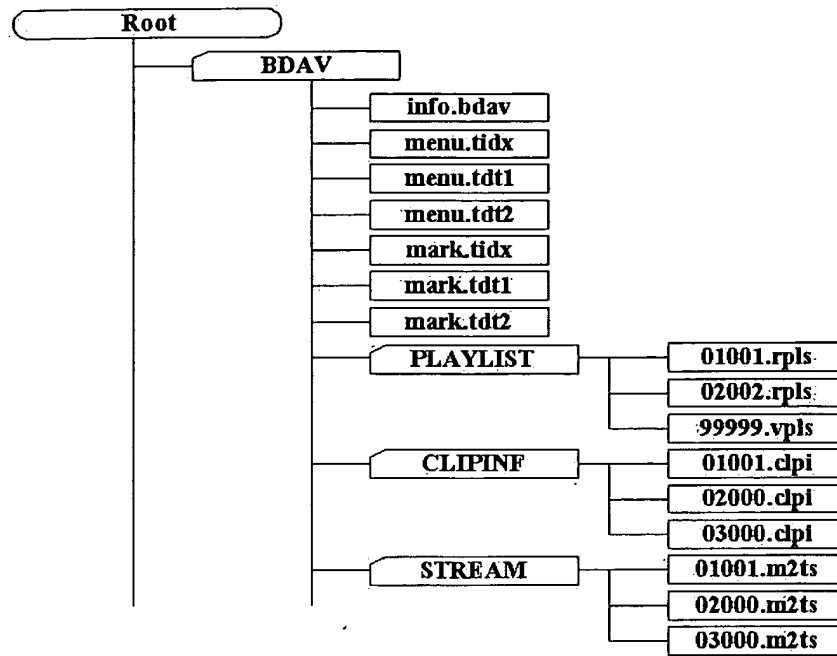 Root
BDAV
info.bdav
menu.tidx
menu.tdt1
menu.tdt2
mark.tidx
mark.tdt1
mark.tdt2
PLAYLIST
01001.rpls
02002.rpls
99999.vpls
CLIPINF
01001.clpi
02000.clpi
03000.clpi
STREAM
01001.m2ts
02000.m2ts
03000.m2ts